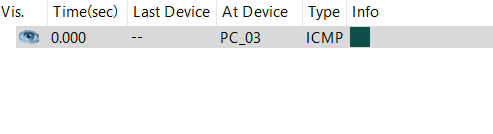 Vis. Time(sec) Last Device At Device Type Info
0.000 -- PC_03 ICMP